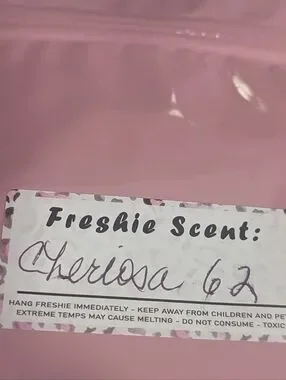 Freshie Scent:
Cheriosa 62
HANG FRESHIE IMMEDIATELY - KEEP AWAY FROM CHILDREN AND PE
EXTREME TEMPS MAY CAUSE MELTING - DO NOT CONSUME - TOXIC